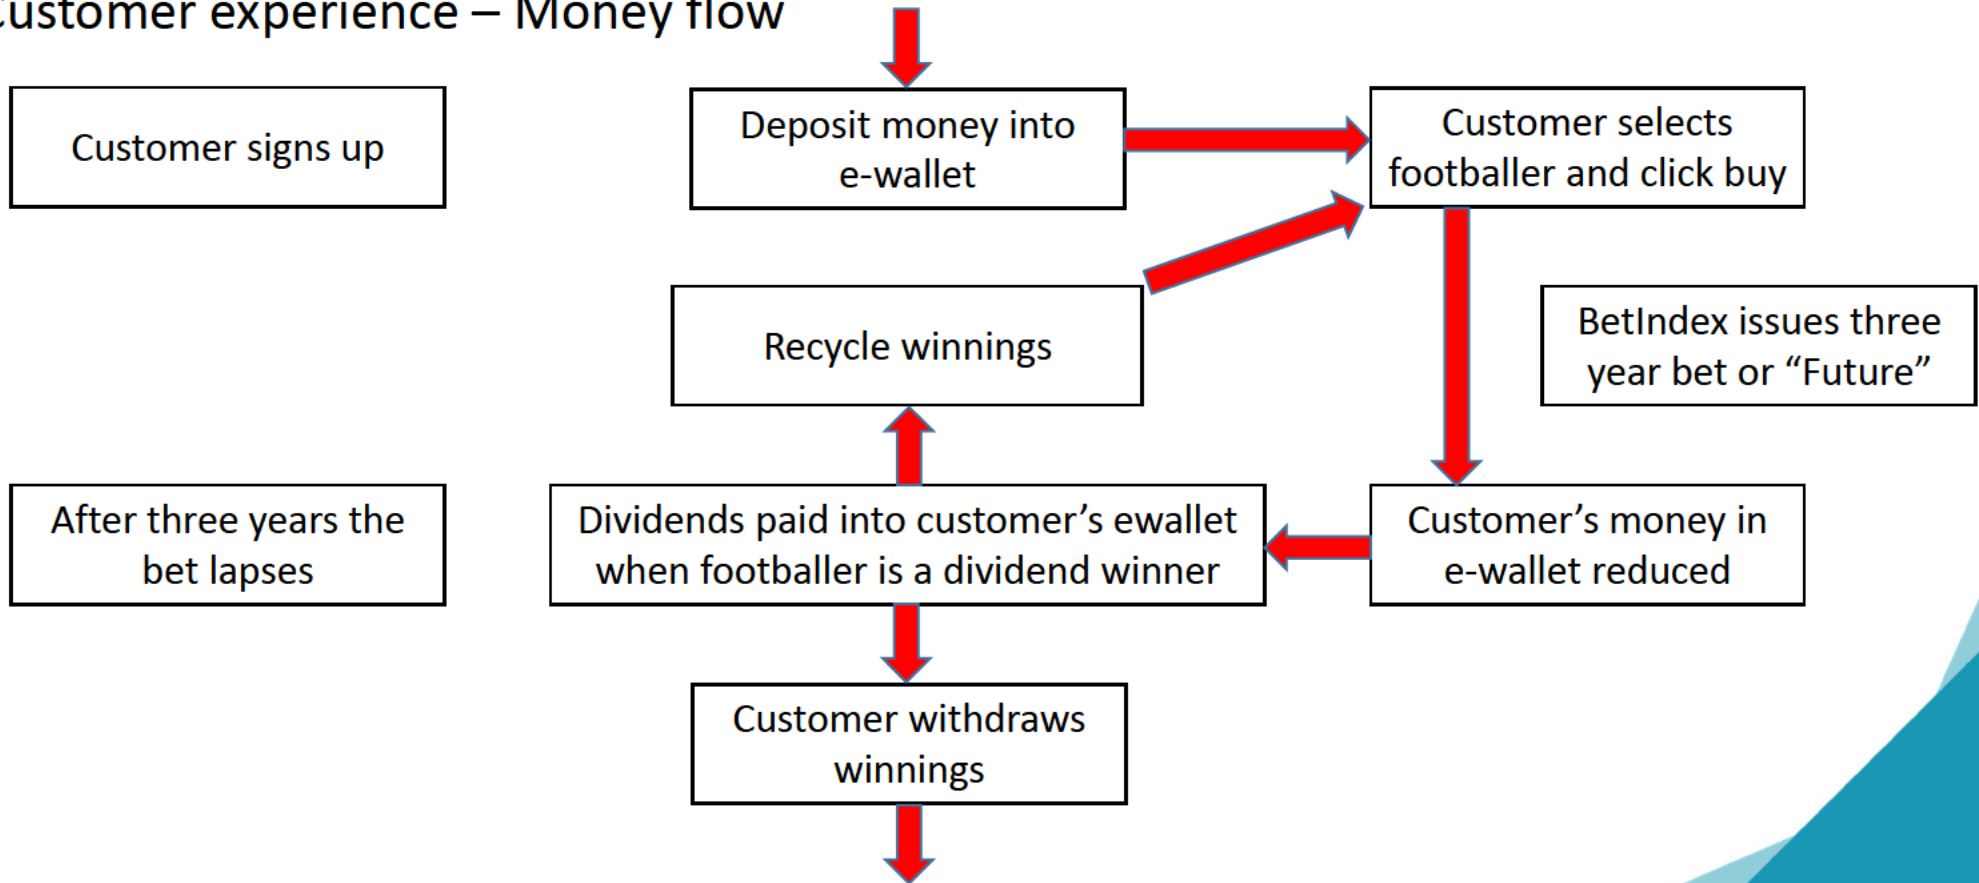 Customer experience – Money flow
Customer signs up
Deposit money into
e-wallet
Customer selects
footballer and click buy
Recycle winnings
BetIndex issues three
year bet or “Future”
After three years the
bet lapses
Dividends paid into customer’s ewallet
when footballer is a dividend winner
Customer’s money in
e-wallet reduced
Customer withdraws
winnings